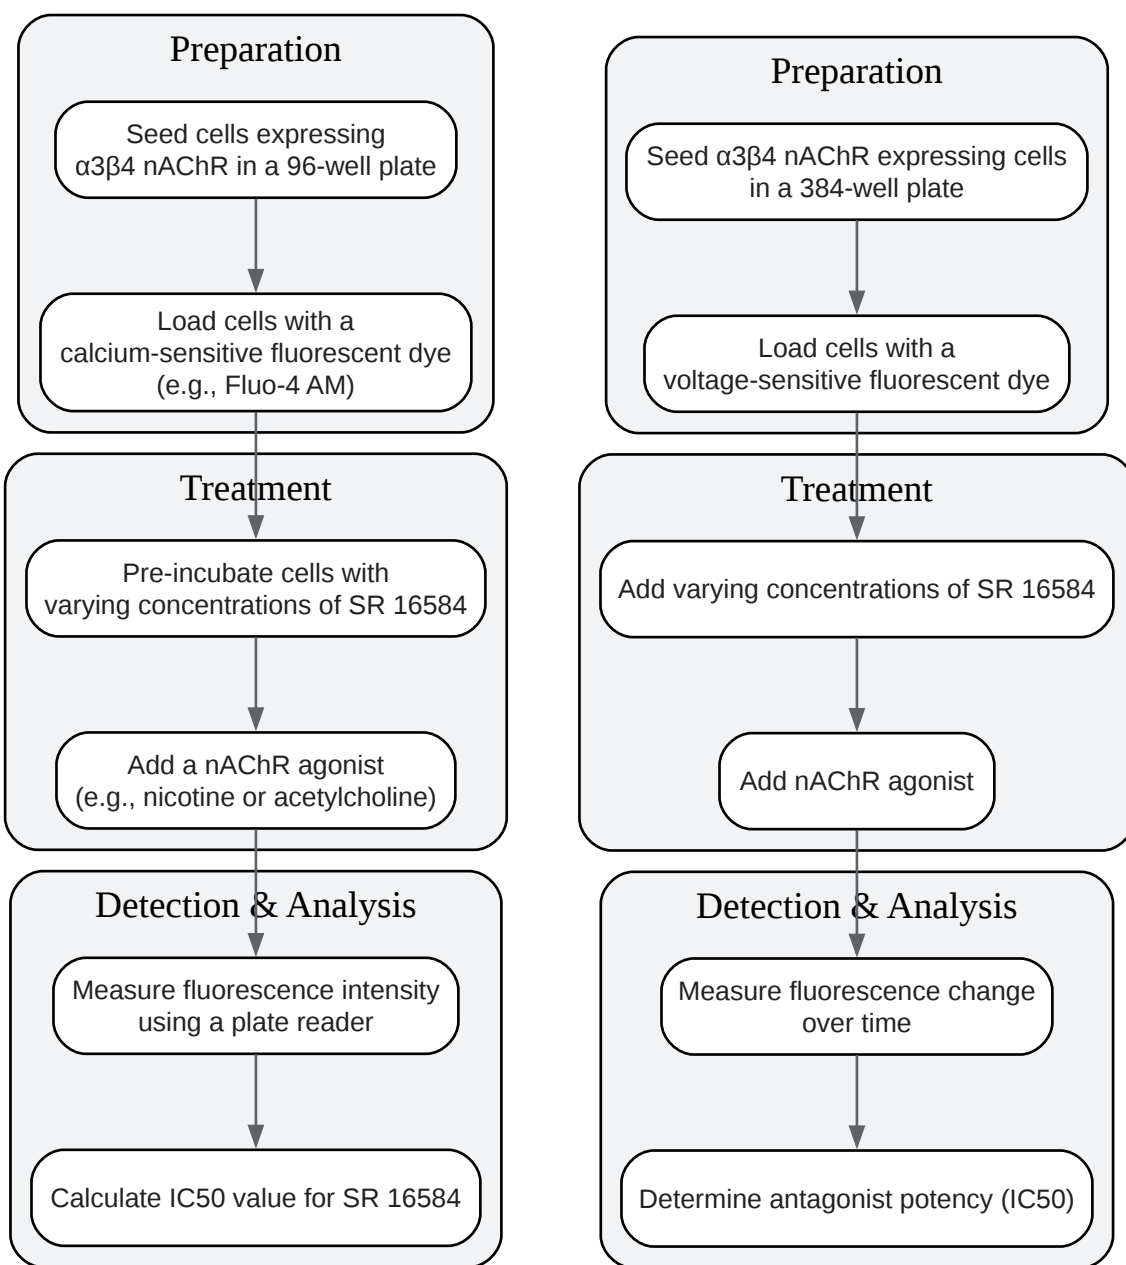 Preparation
Seed cells expressing
α3β4 nAChR in a 96-well plate
Load cells with a
calcium-sensitive fluorescent dye
(e.g., Fluo-4 AM)
Treatment
Pre-incubate cells with
varying concentrations of SR 16584
Add a nAChR agonist
(e.g., nicotine or acetylcholine)
Detection & Analysis
Measure fluorescence intensity
using a plate reader
Calculate IC50 value for SR 16584
Preparation
Seed α3β4 nAChR expressing cells
in a 384-well plate
Load cells with a
voltage-sensitive fluorescent dye
Treatment
Add varying concentrations of SR 16584
Add nAChR agonist
Detection & Analysis
Measure fluorescence change
over time
Determine antagonist potency (IC50)